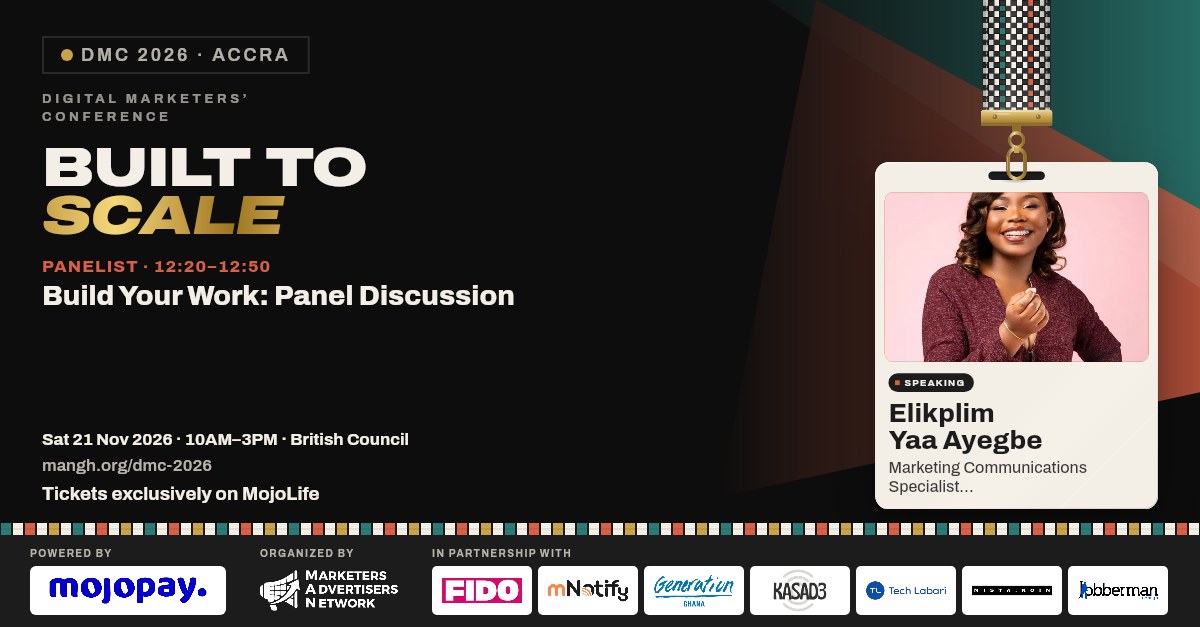 DMC 2026 · ACCRA
DIGITAL MARKETERS'
CONFERENCE
BUILT TO
SCALE
PANELIST · 12:20–12:50
Build Your Work: Panel Discussion
Sat 21 Nov 2026 · 10AM–3PM · British Council
mangh.org/dmc-2026
Tickets exclusively on MojoLife
SPEAKING
Elikplim
Yaa Ayegbe
Marketing Communications
Specialist...
POWERED BY
mojopay.
ORGANIZED BY
MARKETERS
ADVERTISERS
NETWORK
IN PARTNERSHIP WITH
FIDO
mNotify
Generation
GHANA
KASAD3
TL Tech Labari
Jobberman